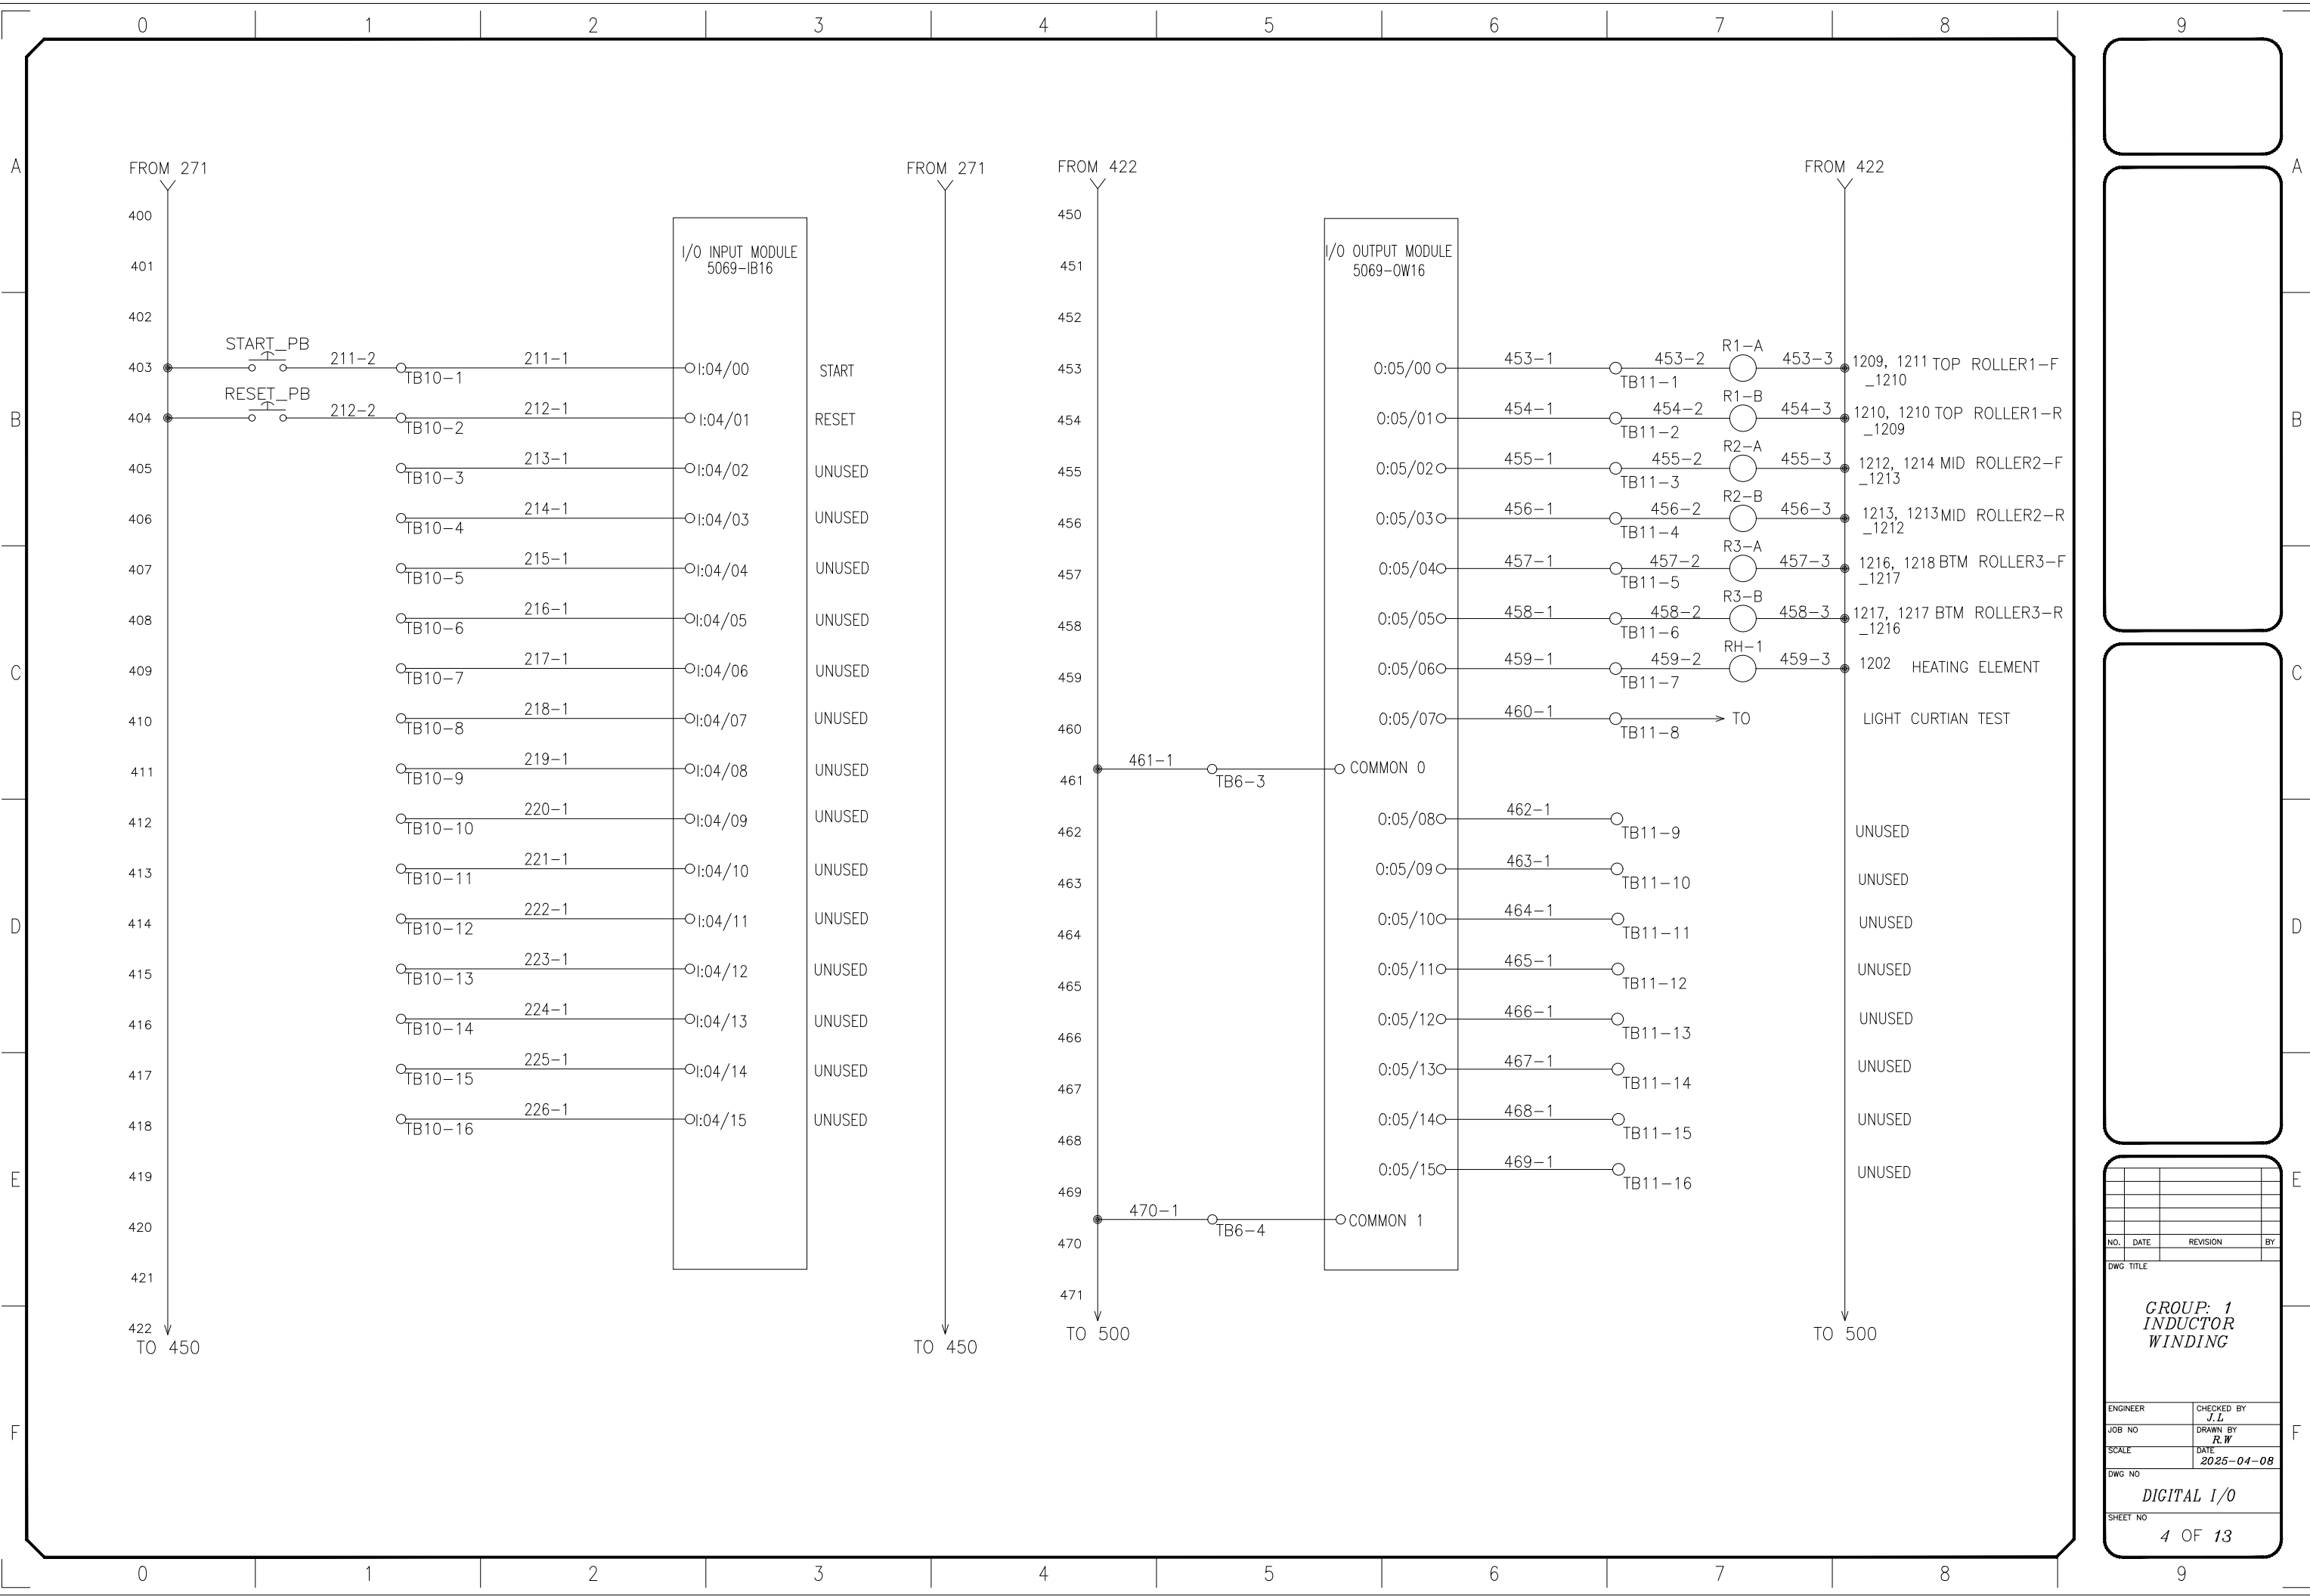 0 1 2 3 4 5 6 7 8 9
A A
B B
C C
D D
E E
F F
FROM 271
FROM 271
400
401
402
403
404
405
406
407
408
409
410
411
412
413
414
415
416
417
418
419
420
421
422
TO 450
TO 450
I/O INPUT MODULE
5069-IB16
START_PB
211-2 TB10-1 211-1 I:04/00 START
RESET_PB
212-2 TB10-2 212-1 I:04/01 RESET
TB10-3 213-1 I:04/02 UNUSED
TB10-4 214-1 I:04/03 UNUSED
TB10-5 215-1 I:04/04 UNUSED
TB10-6 216-1 I:04/05 UNUSED
TB10-7 217-1 I:04/06 UNUSED
TB10-8 218-1 I:04/07 UNUSED
TB10-9 219-1 I:04/08 UNUSED
TB10-10 220-1 I:04/09 UNUSED
TB10-11 221-1 I:04/10 UNUSED
TB10-12 222-1 I:04/11 UNUSED
TB10-13 223-1 I:04/12 UNUSED
TB10-14 224-1 I:04/13 UNUSED
TB10-15 225-1 I:04/14 UNUSED
TB10-16 226-1 I:04/15 UNUSED
FROM 422
FROM 422
450
451
452
453
454
455
456
457
458
459
460
461
462
463
464
465
466
467
468
469
470
471
TO 500
TO 500
I/O OUTPUT MODULE
5069-OW16
O:05/00 453-1 TB11-1 453-2 R1-A 453-3 1209, 1211 TOP ROLLER1-F
_1210
O:05/01 454-1 TB11-2 454-2 R1-B 454-3 1210, 1210 TOP ROLLER1-R
_1209
O:05/02 455-1 TB11-3 455-2 R2-A 455-3 1212, 1214 MID ROLLER2-F
_1213
O:05/03 456-1 TB11-4 456-2 R2-B 456-3 1213, 1213 MID ROLLER2-R
_1212
O:05/04 457-1 TB11-5 457-2 R3-A 457-3 1216, 1218 BTM ROLLER3-F
_1217
O:05/05 458-1 TB11-6 458-2 R3-B 458-3 1217, 1217 BTM ROLLER3-R
_1216
O:05/06 459-1 TB11-7 459-2 RH-1 459-3 1202 HEATING ELEMENT
O:05/07 460-1 TB11-8 TO LIGHT CURTIAN TEST
461-1 TB6-3 COMMON 0
O:05/08 462-1 TB11-9 UNUSED
O:05/09 463-1 TB11-10 UNUSED
O:05/10 464-1 TB11-11 UNUSED
O:05/11 465-1 TB11-12 UNUSED
O:05/12 466-1 TB11-13 UNUSED
O:05/13 467-1 TB11-14 UNUSED
O:05/14 468-1 TB11-15 UNUSED
O:05/15 469-1 TB11-16 UNUSED
470-1 TB6-4 COMMON 1
NO. DATE REVISION BY
DWG TITLE
GROUP: 1
INDUCTOR
WINDING
ENGINEER CHECKED BY
J.L
JOB NO DRAWN BY
R.W
SCALE DATE
2025-04-08
DWG NO
DIGITAL I/O
SHEET NO
4 OF 13
0 1 2 3 4 5 6 7 8 9